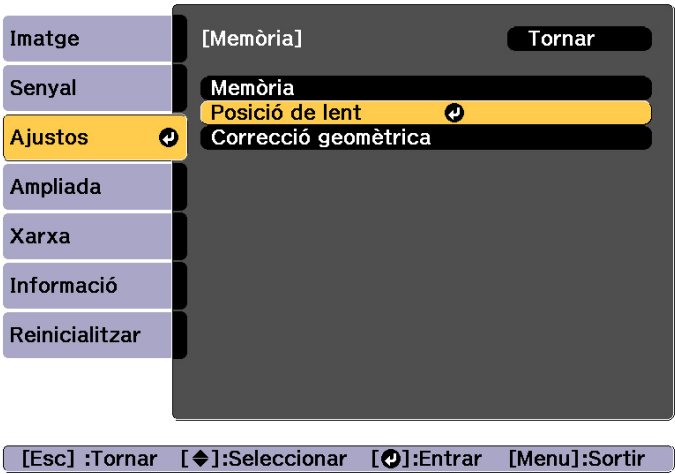 Imatge
Senyal
Ajustos
Ampliada
Xarxa
Informació
Reinicialitzar
[Memòria] Tornar
Memòria
Posició de lent
Correcció geomètrica
[Esc] :Tornar [◆]:Seleccionar [↵]:Entrar [Menu]:Sortir